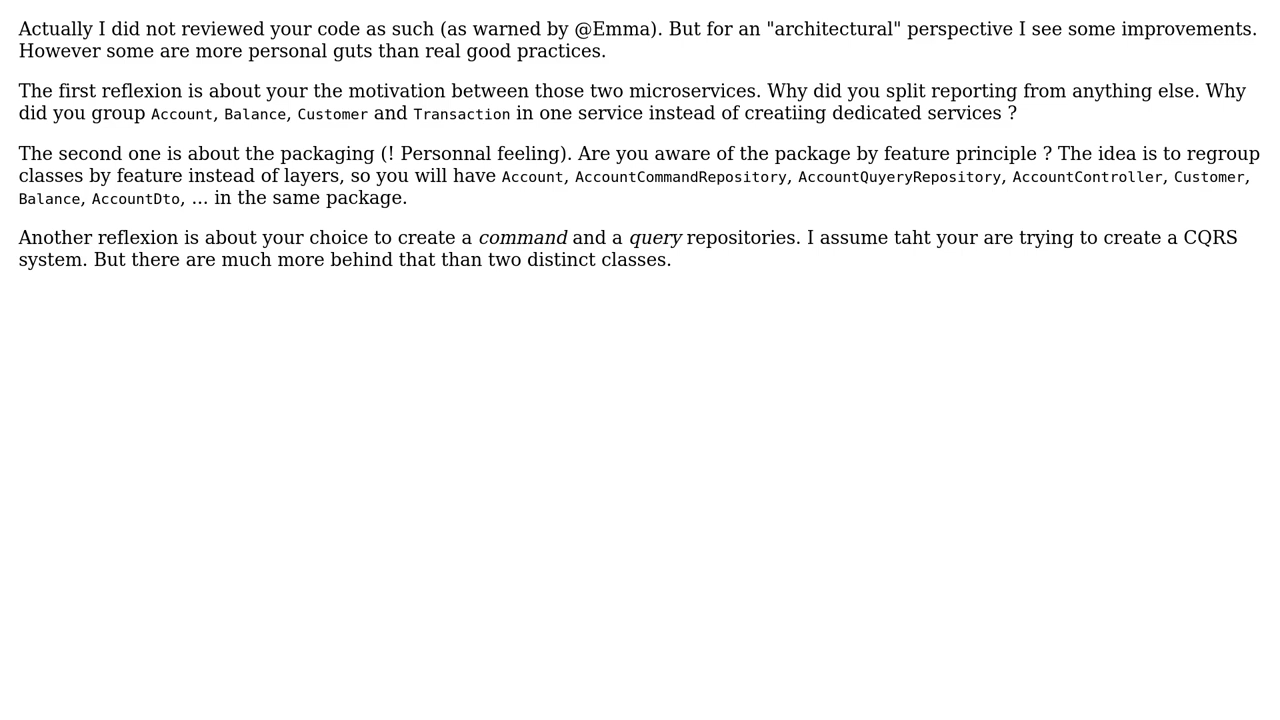 Actually I did not reviewed your code as such (as warned by @Emma). But for an "architectural" perspective I see some improvements.
However some are more personal guts than real good practices.
The first reflexion is about your the motivation between those two microservices. Why did you split reporting from anything else. Why
did you group Account, Balance, Customer and Transaction in one service instead of creatiing dedicated services ?
The second one is about the packaging (! Personnal feeling). Are you aware of the package by feature principle ? The idea is to regroup
classes by feature instead of layers, so you will have Account, AccountCommandRepository, AccountQuyeryRepository, AccountController, Customer,
Balance, AccountDto, ... in the same package.
Another reflexion is about your choice to create a command and a query repositories. I assume taht your are trying to create a CQRS
system. But there are much more behind that than two distinct classes.